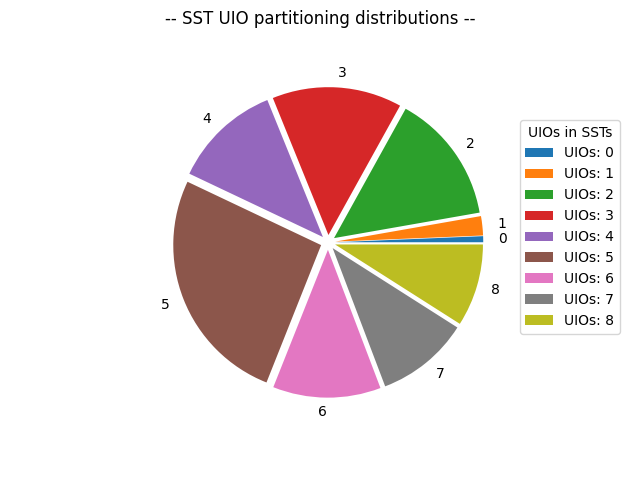 -- SST UIO partitioning distributions --
3
4
2
1
0
5
8
7
6
UIOs in SSTs
UIOs: 0
UIOs: 1
UIOs: 2
UIOs: 3
UIOs: 4
UIOs: 5
UIOs: 6
UIOs: 7
UIOs: 8